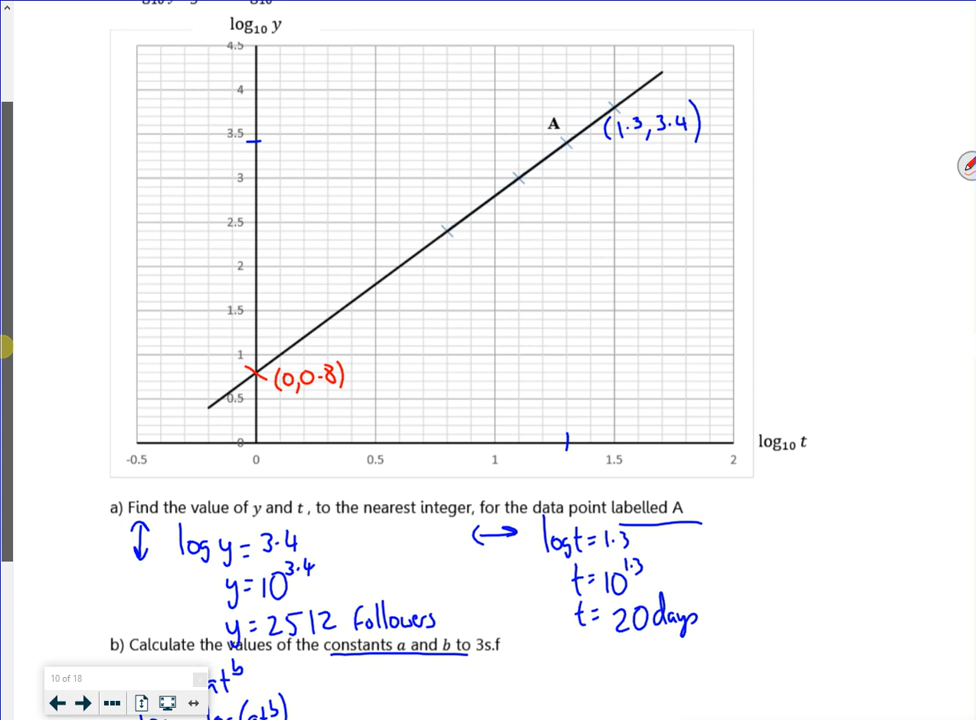 log₁₀ y
4.5
4
A
(1.3, 3.4)
3.5
3
2.5
2
1.5
1
(0, 0.8)
0.5
0
log₁₀ t
-0.5 0 0.5 1 1.5 2
a) Find the value of y and t , to the nearest integer, for the data point labelled A
log y = 3.4 log t = 1.3
y = 10^3.4 t = 10^1.3
y = 2512 followers t = 20 days
b) Calculate the values of the constants a and b to 3s.f
at^b
10 of 18
(at^b)